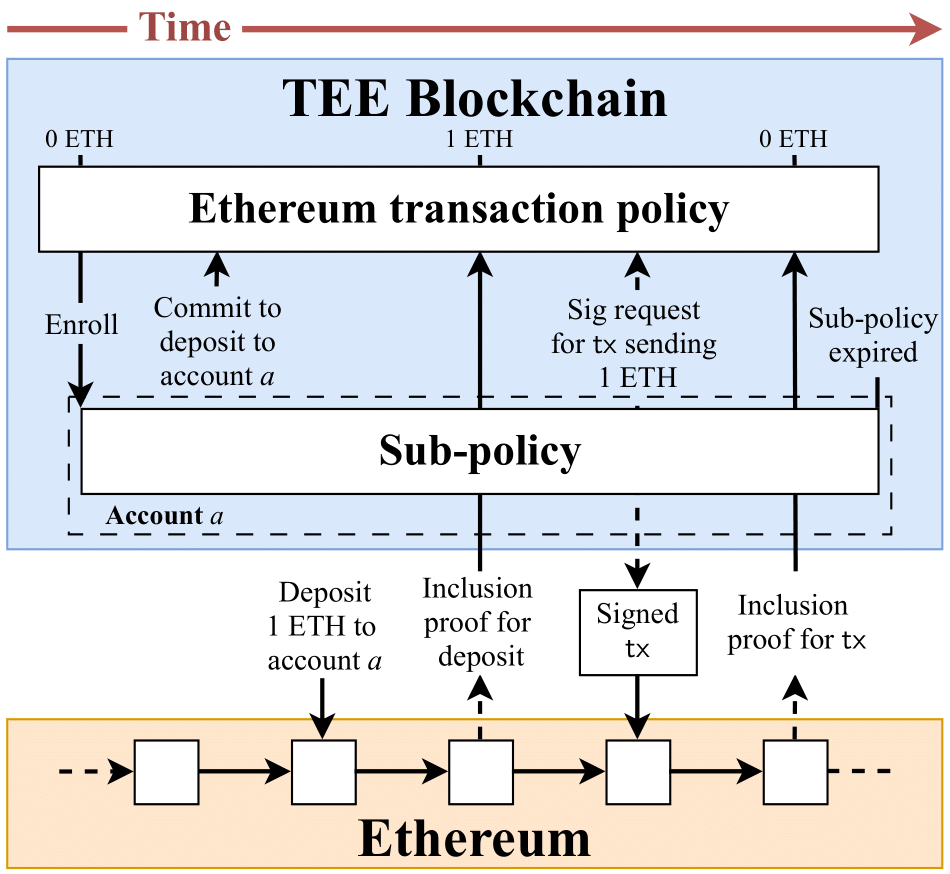 Time
TEE Blockchain
0 ETH
1 ETH
0 ETH
Ethereum transaction policy
Enroll
Commit to
deposit to
account a
Sig request
for tx sending
1 ETH
Sub-policy
expired
Sub-policy
Account a
Deposit
1 ETH to
account a
Inclusion
proof for
deposit
Signed
tx
Inclusion
proof for tx
Ethereum